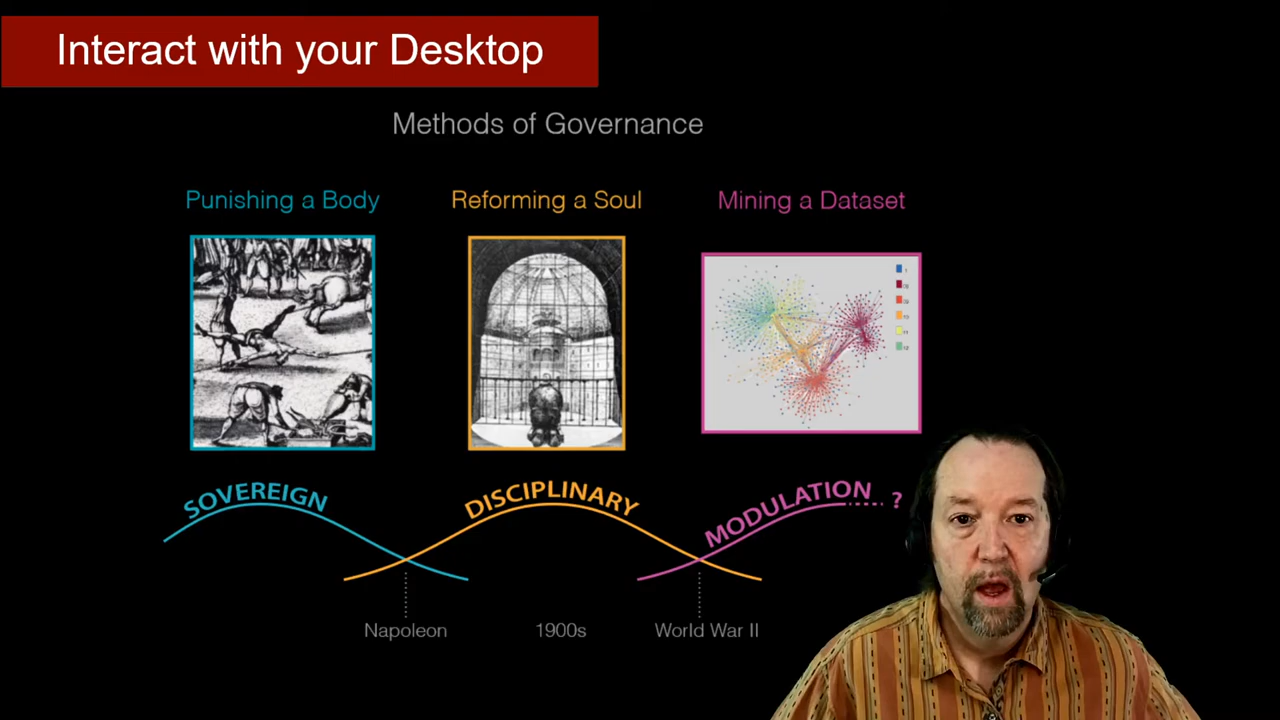 Interact with your Desktop
Methods of Governance
Punishing a Body
Reforming a Soul
Mining a Dataset
SOVEREIGN
DISCIPLINARY
MODULATION ?
Napoleon
1900s
World War II